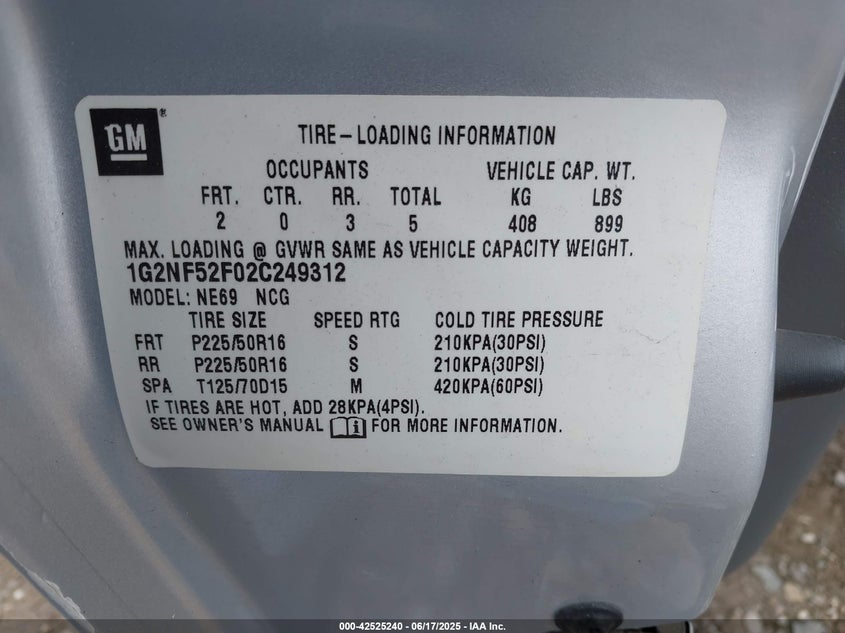 GM ®
TIRE-LOADING INFORMATION
OCCUPANTS VEHICLE CAP. WT.
FRT. CTR. RR. TOTAL KG LBS
2 0 3 5 408 899
MAX. LOADING @ GVWR SAME AS VEHICLE CAPACITY WEIGHT.
1G2NF52F02C249312
MODEL: NE69 NCG
TIRE SIZE SPEED RTG COLD TIRE PRESSURE
FRT P225/50R16 S 210KPA(30PSI)
RR P225/50R16 S 210KPA(30PSI)
SPA T125/70D15 M 420KPA(60PSI)
IF TIRES ARE HOT, ADD 28KPA(4PSI).
SEE OWNER'S MANUAL i FOR MORE INFORMATION.
000-42525240 - 06/17/2025 - IAA Inc.